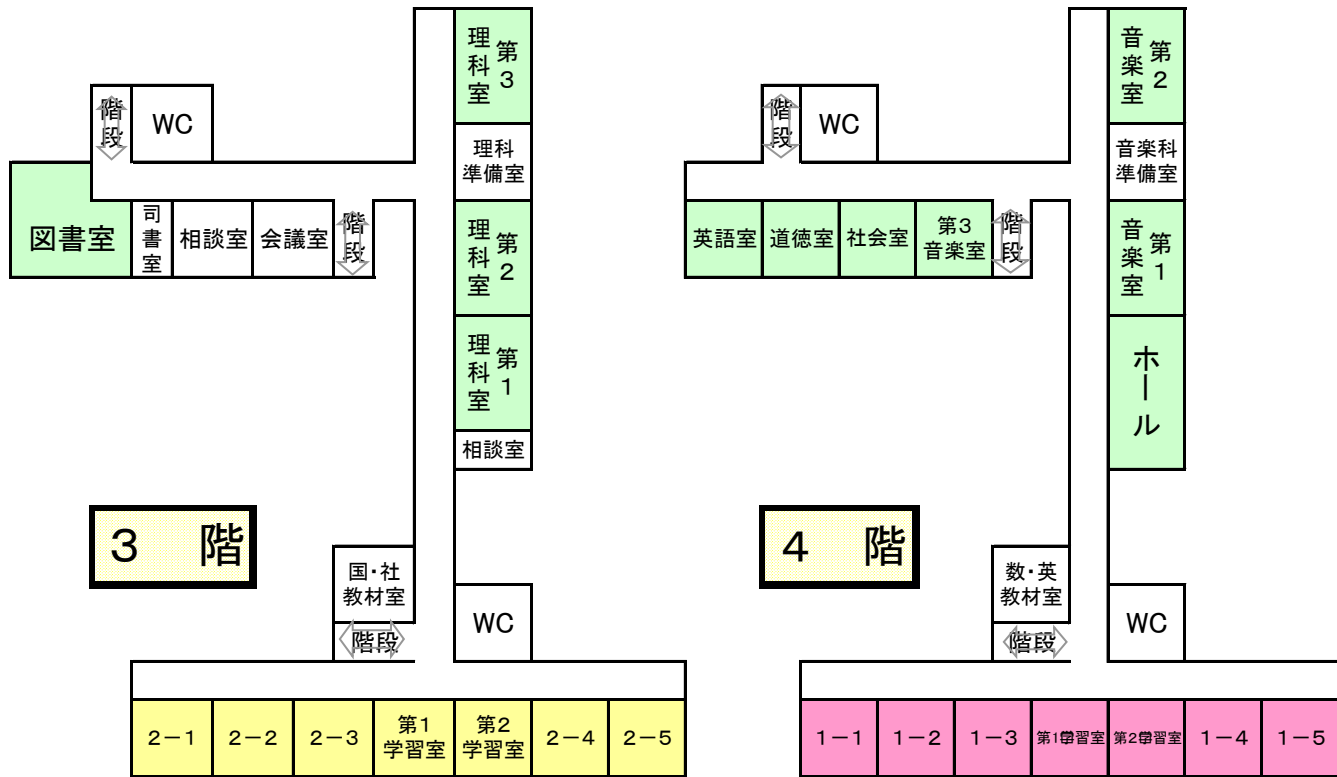 第3
理科室
階段
WC
理科
準備室
図書室
司書室
相談室
会議室
階段
第2
理科室
第1
理科室
相談室
3 階
国・社
教材室
階段
WC
2-1
2-2
2-3
第1
学習室
第2
学習室
2-4
2-5
第2
音楽室
階段
WC
音楽科
準備室
英語室
道徳室
社会室
第3
音楽室
階段
第1
音楽室
ホール
4 階
数・英
教材室
階段
WC
1-1
1-2
1-3
第1学習室
第2学習室
1-4
1-5